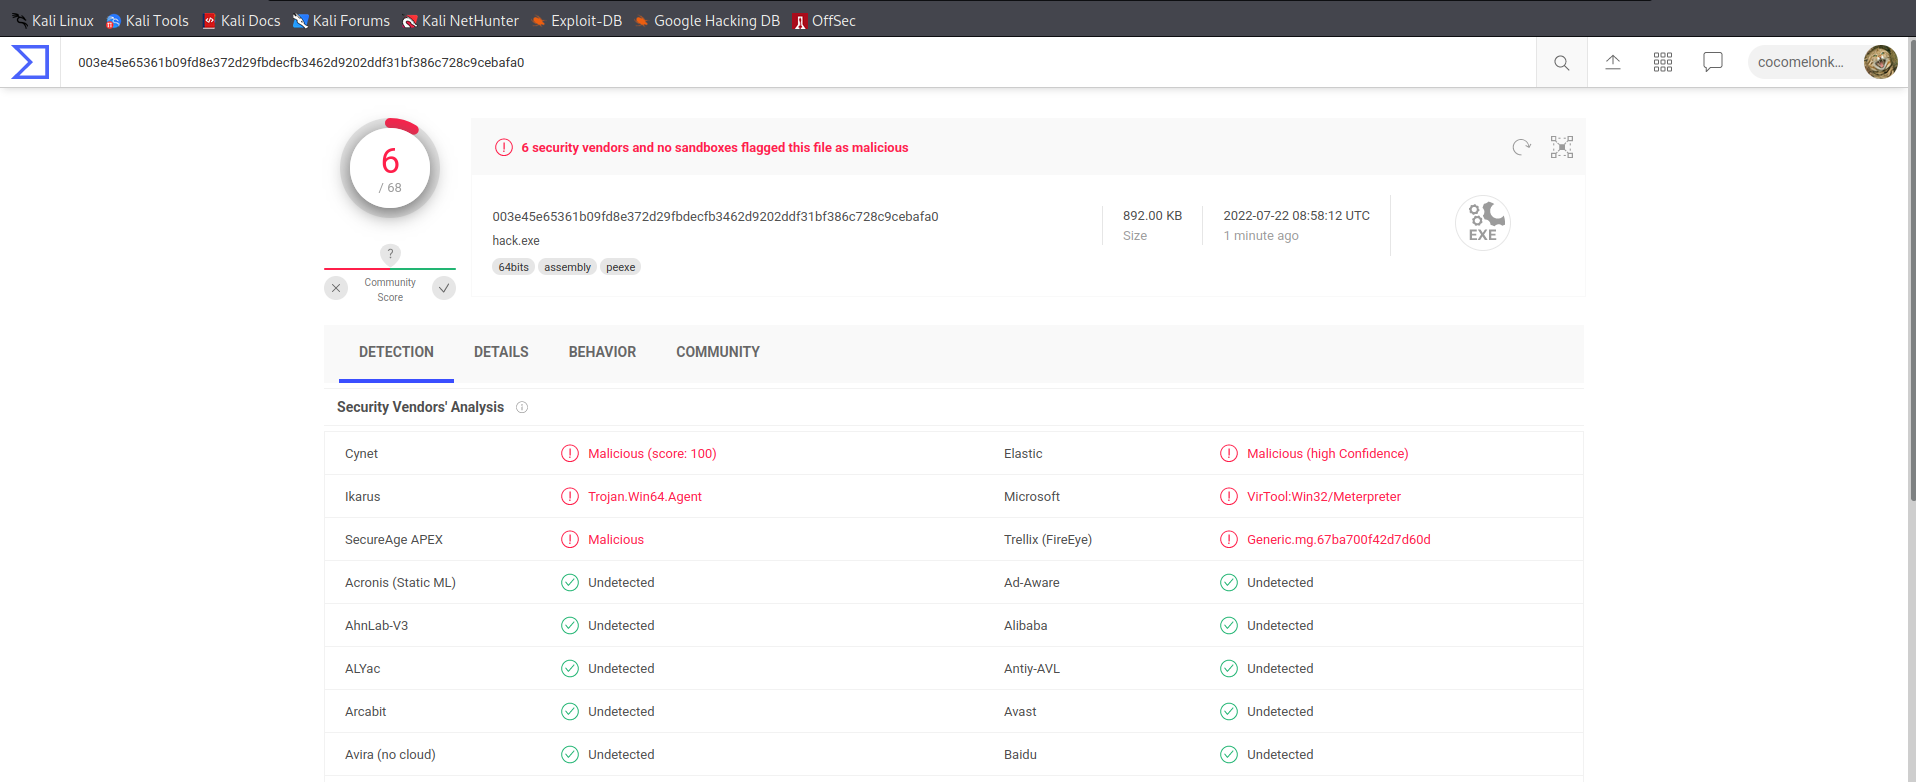 Kali Linux Kali Tools Kali Docs Kali Forums Kali NetHunter Exploit-DB Google Hacking DB OffSec
003e45e65361b09fd8e372d29fbdecfb3462d9202ddf31bf386c728c9cebafa0 cocomelonk...
6
/ 68
6 security vendors and no sandboxes flagged this file as malicious
003e45e65361b09fd8e372d29fbdecfb3462d9202ddf31bf386c728c9cebafa0
hack.exe
64bits assembly peexe
892.00 KB
Size
2022-07-22 08:58:12 UTC
1 minute ago
EXE
?
Community
Score
DETECTION DETAILS BEHAVIOR COMMUNITY
Security Vendors' Analysis
Cynet Malicious (score: 100) Elastic Malicious (high Confidence)
Ikarus Trojan.Win64.Agent Microsoft VirTool:Win32/Meterpreter
SecureAge APEX Malicious Trellix (FireEye) Generic.mg.67ba700f42d7d60d
Acronis (Static ML) Undetected Ad-Aware Undetected
AhnLab-V3 Undetected Alibaba Undetected
ALYac Undetected Antiy-AVL Undetected
Arcabit Undetected Avast Undetected
Avira (no cloud) Undetected Baidu Undetected